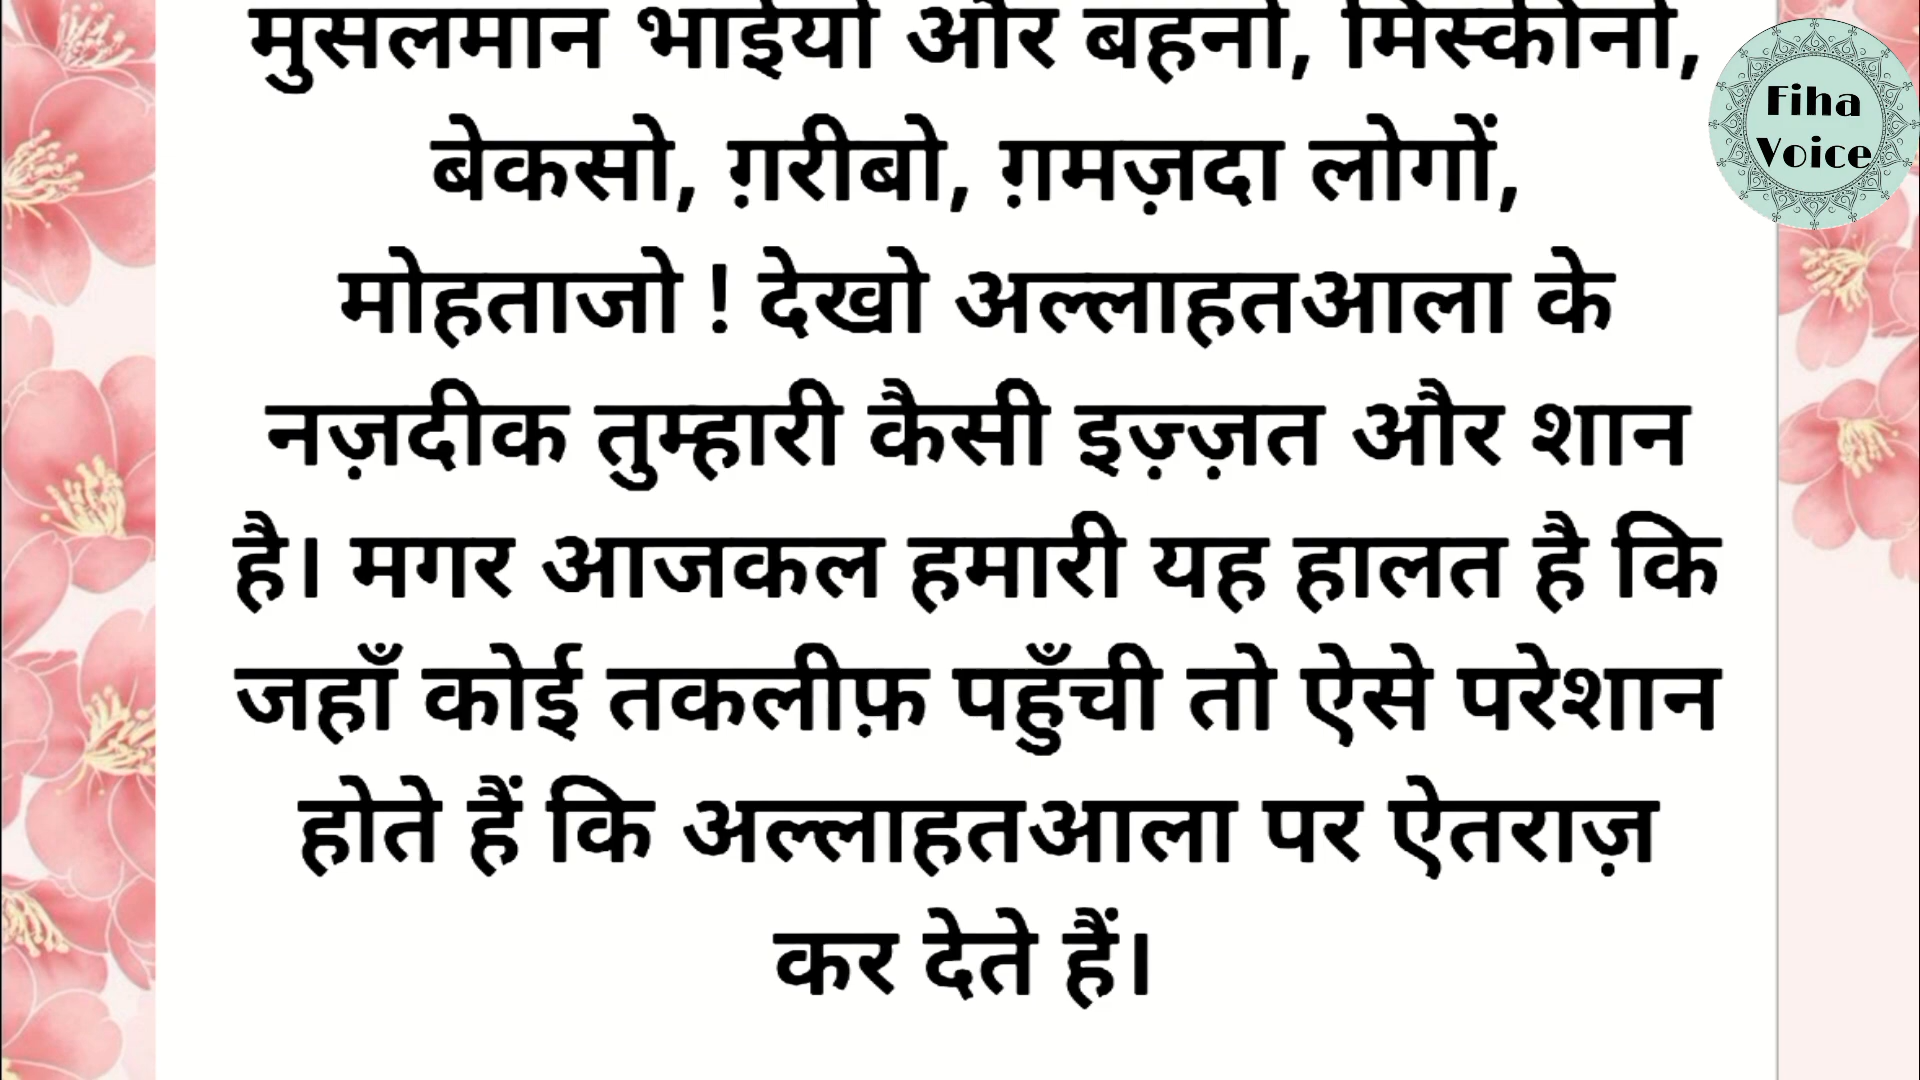 मुसलमान भाईयो और बहनो, मिस्कीनो,
बेकसो, ग़रीबो, ग़मज़दा लोगों,
मोहताजो ! देखो अल्लाहतआला के
नज़दीक तुम्हारी कैसी इज़्ज़त और शान
है। मगर आजकल हमारी यह हालत है कि
जहाँ कोई तकलीफ़ पहुँची तो ऐसे परेशान
होते हैं कि अल्लाहतआला पर ऐतराज़
कर देते हैं।
Fiha
Voice